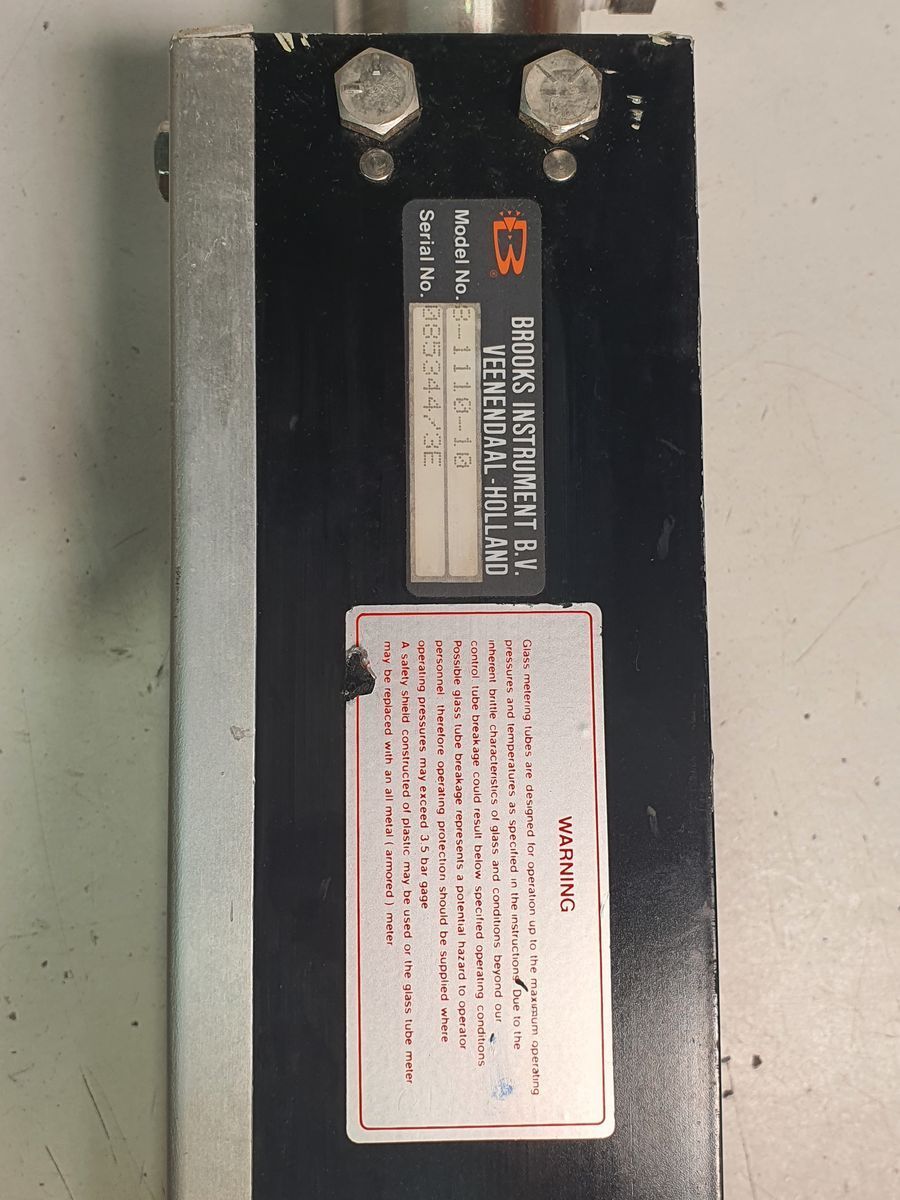 B®
BROOKS INSTRUMENT B.V.
VEENENDAAL - HOLLAND
Model No. 8-1110-10
Serial No. 085344/3E
WARNING
Glass metering tubes are designed for operation up to the maximum operating
pressures and temperatures as specified in the instructions Due to the
inherent brittle characteristics of glass and conditions beyond our
control tube breakage could result below specified operating conditions
Possible glass tube breakage represents a potential hazard to operator
personnel therefore operating protection should be supplied where
operating pressures may exceed 3.5 bar gage
A safety shield constructed of plastic may be used or the glass tube meter
may be replaced with an all metal ( armored ) meter